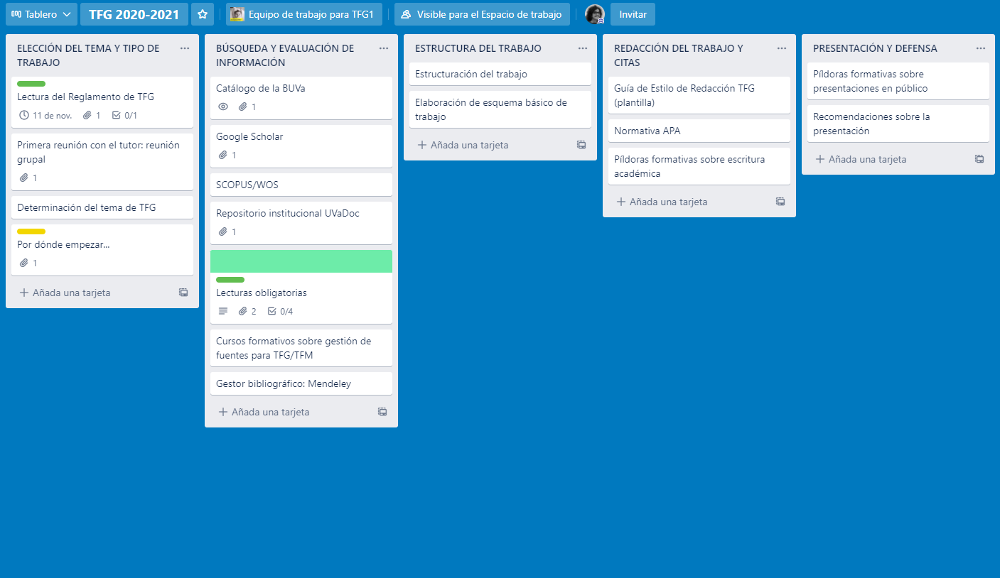 Tablero
TFG 2020-2021
Equipo de trabajo para TFG1
Visible para el Espacio de trabajo
Invitar
ELECCIÓN DEL TEMA Y TIPO DE
TRABAJO
Lectura del Reglamento de TFG
11 de nov. 1 0/1
Primera reunión con el tutor: reunión
grupal
1
Determinación del tema de TFG
Por dónde empezar...
1
Añada una tarjeta
BÚSQUEDA Y EVALUACIÓN DE
INFORMACIÓN
Catálogo de la BUVa
1
Google Scholar
1
SCOPUS/WOS
Repositorio institucional UVaDoc
1
Lecturas obligatorias
2 0/4
Cursos formativos sobre gestión de
fuentes para TFG/TFM
Gestor bibliográfico: Mendeley
Añada una tarjeta
ESTRUCTURA DEL TRABAJO
Estructuración del trabajo
Elaboración de esquema básico de
trabajo
Añada una tarjeta
REDACCIÓN DEL TRABAJO Y
CITAS
Guía de Estilo de Redacción TFG
(plantilla)
Normativa APA
Píldoras formativas sobre escritura
académica
Añada una tarjeta
PRESENTACIÓN Y DEFENSA
Píldoras formativas sobre
presentaciones en público
Recomendaciones sobre la
presentación
Añada una tarjeta